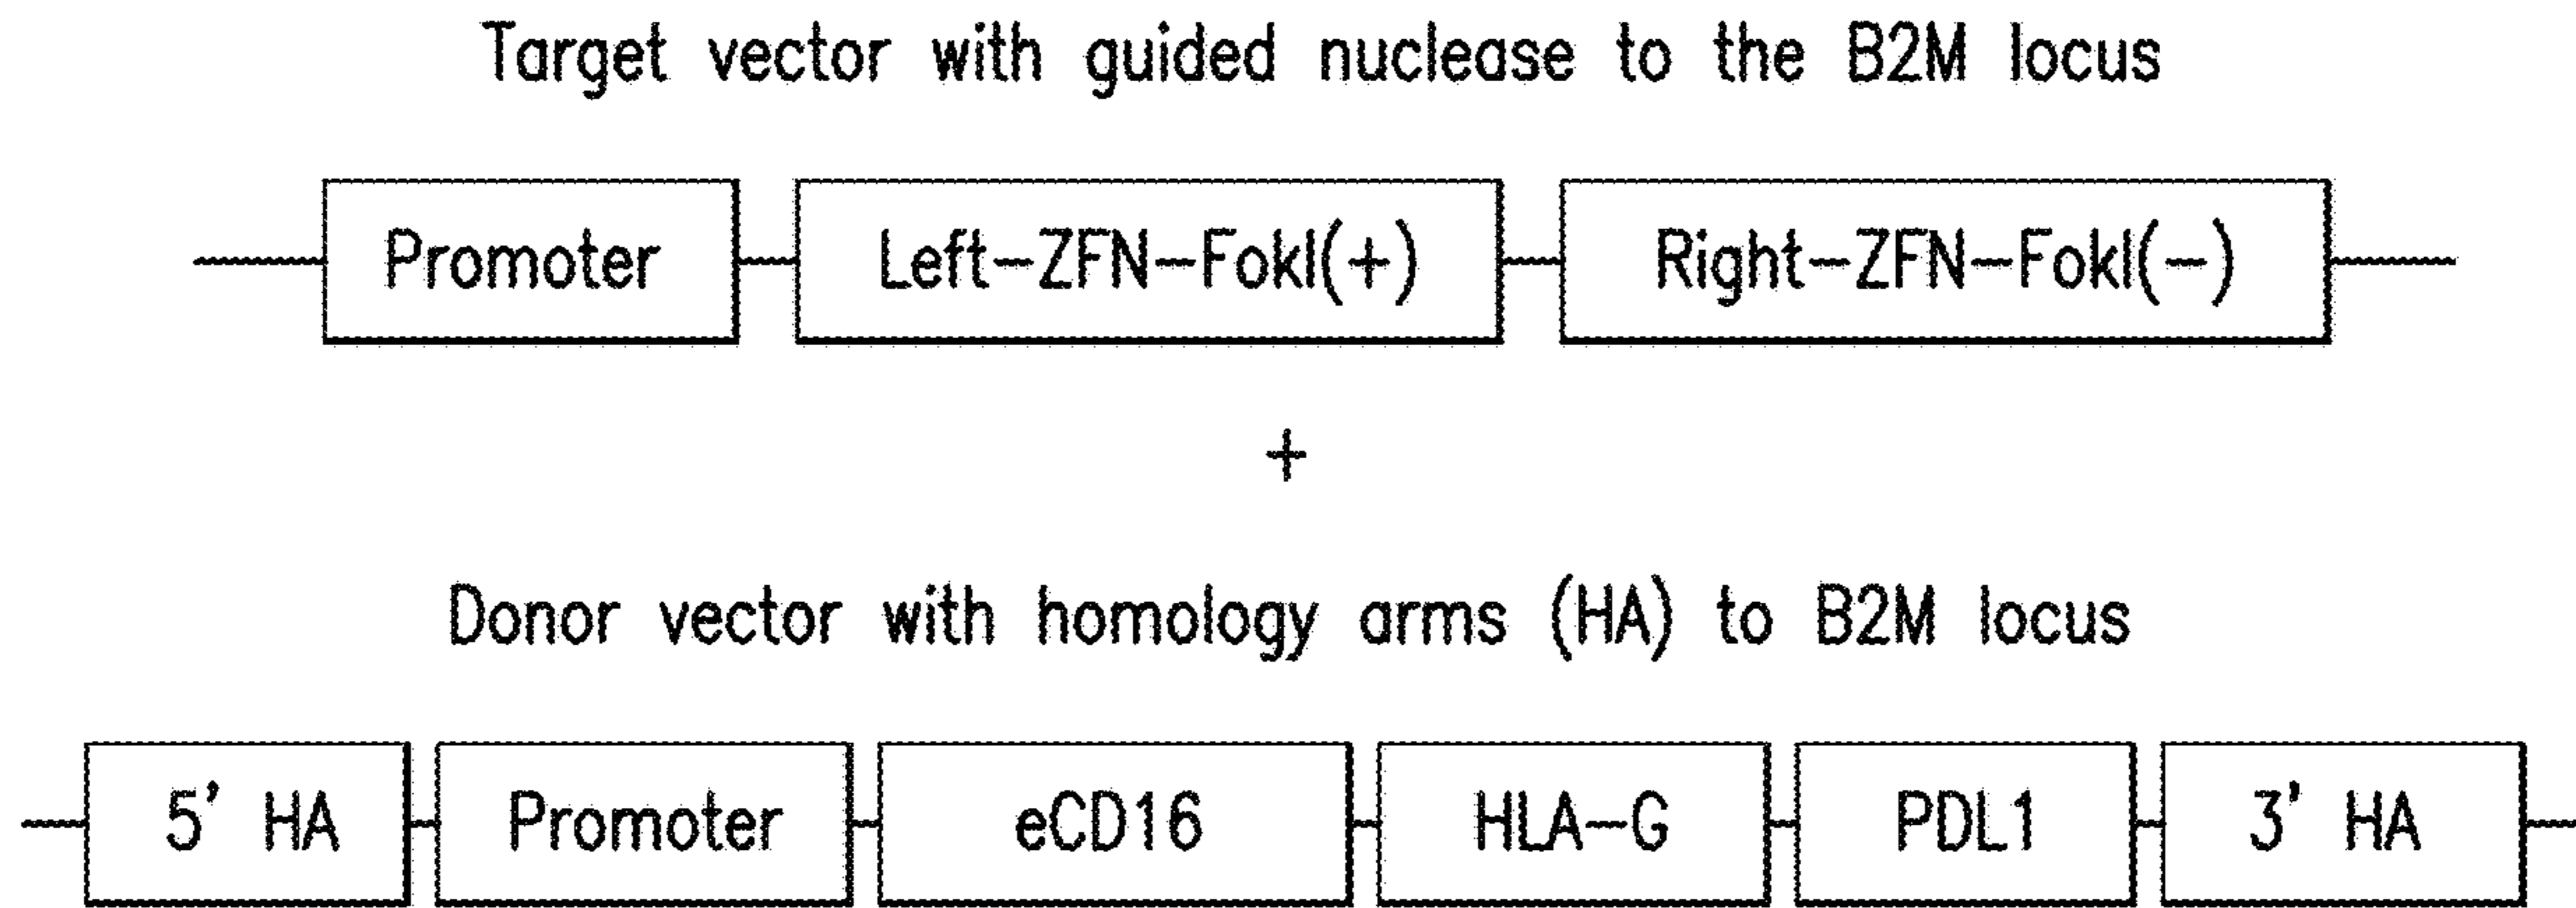 Target vector with guided nuclease to the B2M locus
Promoter Left-ZFN-FokI(+) Right-ZFN-FokI(-)
+
Donor vector with homology arms (HA) to B2M locus
5' HA Promoter eCD16 HLA-G PDL1 3' HA